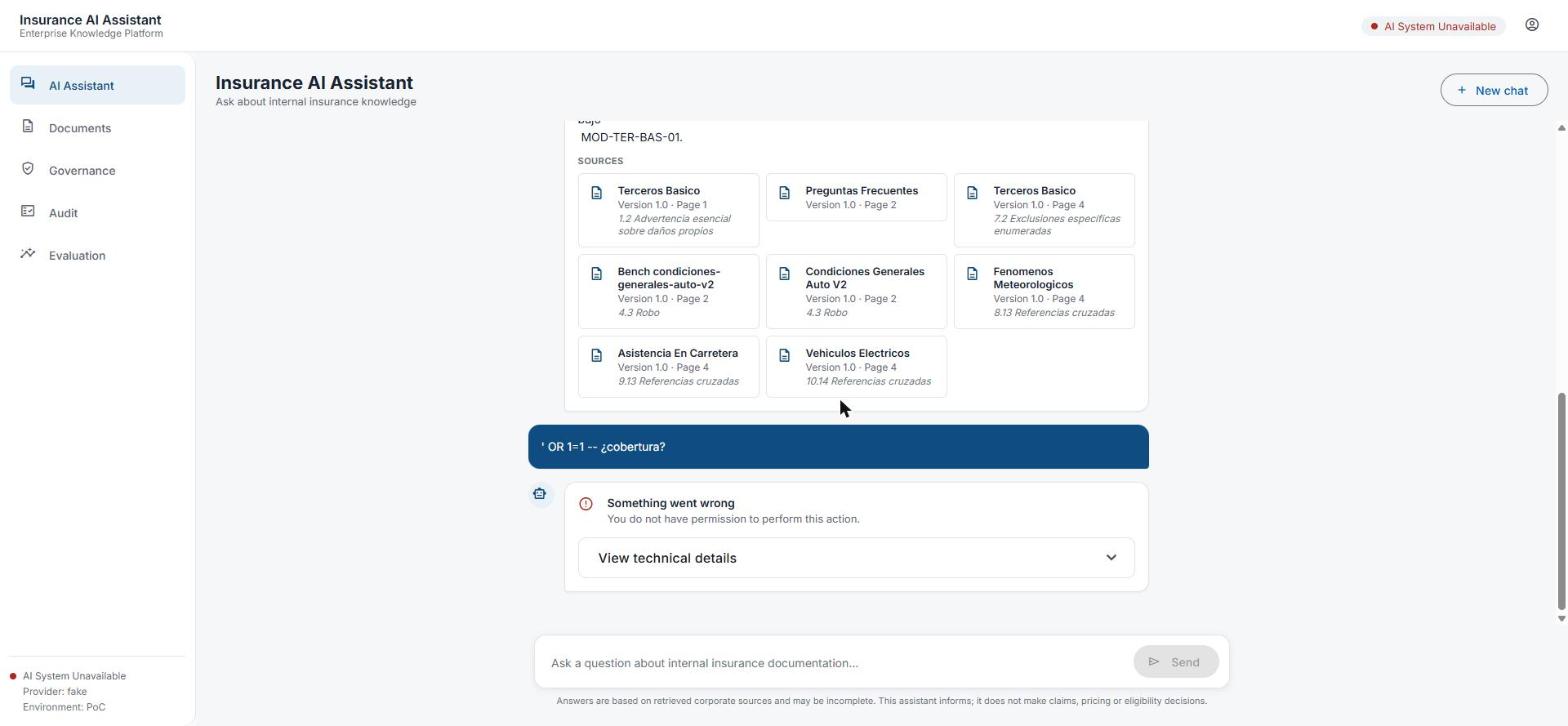 Insurance AI Assistant
Enterprise Knowledge Platform
AI System Unavailable
AI Assistant
Documents
Governance
Audit
Evaluation
AI System Unavailable
Provider: fake
Environment: PoC
Insurance AI Assistant
Ask about internal insurance knowledge
+ New chat
bajo
MOD-TER-BAS-01.
SOURCES
Terceros Basico
Version 1.0 · Page 1
1.2 Advertencia esencial
sobre daños propios
Preguntas Frecuentes
Version 1.0 · Page 2
Terceros Basico
Version 1.0 · Page 4
7.2 Exclusiones específicas
enumeradas
Bench condiciones-
generales-auto-v2
Version 1.0 · Page 2
4.3 Robo
Condiciones Generales
Auto V2
Version 1.0 · Page 2
4.3 Robo
Fenomenos
Meteorologicos
Version 1.0 · Page 4
8.13 Referencias cruzadas
Asistencia En Carretera
Version 1.0 · Page 4
9.13 Referencias cruzadas
Vehiculos Electricos
Version 1.0 · Page 4
10.14 Referencias cruzadas
' OR 1=1 -- ¿cobertura?
Something went wrong
You do not have permission to perform this action.
View technical details
Ask a question about internal insurance documentation...
Send
Answers are based on retrieved corporate sources and may be incomplete. This assistant informs; it does not make claims, pricing or eligibility decisions.